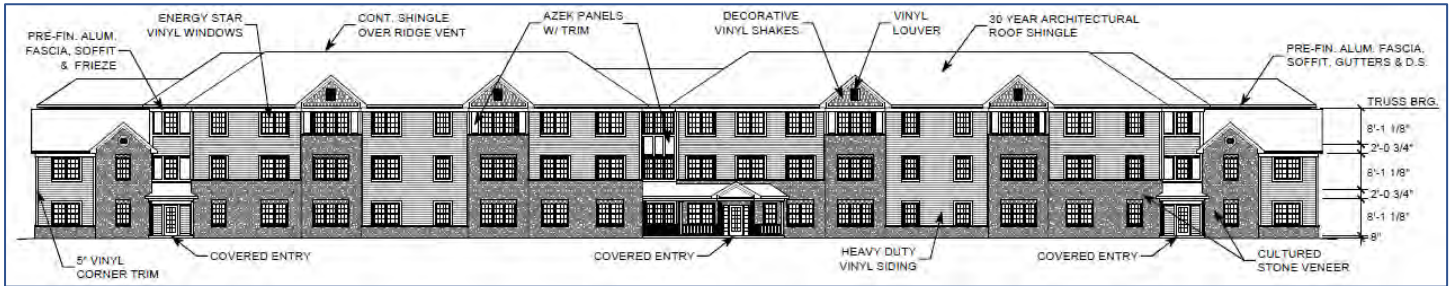 ENERGY STAR
VINYL WINDOWS
CONT. SHINGLE
OVER RIDGE VENT
AZEK PANELS
W/ TRIM
DECORATIVE
VINYL SHAKES
VINYL
LOUVER
30 YEAR ARCHITECTURAL
ROOF SHINGLE
PRE-FIN. ALUM.
FASCIA, SOFFIT
& FRIEZE
PRE-FIN. ALUM. FASCIA,
SOFFIT, GUTTERS & D.S.
TRUSS BRG.
8'-1 1/8"
2'-0 3/4"
8'-1 1/8"
2'-0 3/4"
8'-1 1/8"
8"
5" VINYL
CORNER TRIM
COVERED ENTRY
COVERED ENTRY
HEAVY DUTY
VINYL SIDING
COVERED ENTRY
CULTURED
STONE VENEER